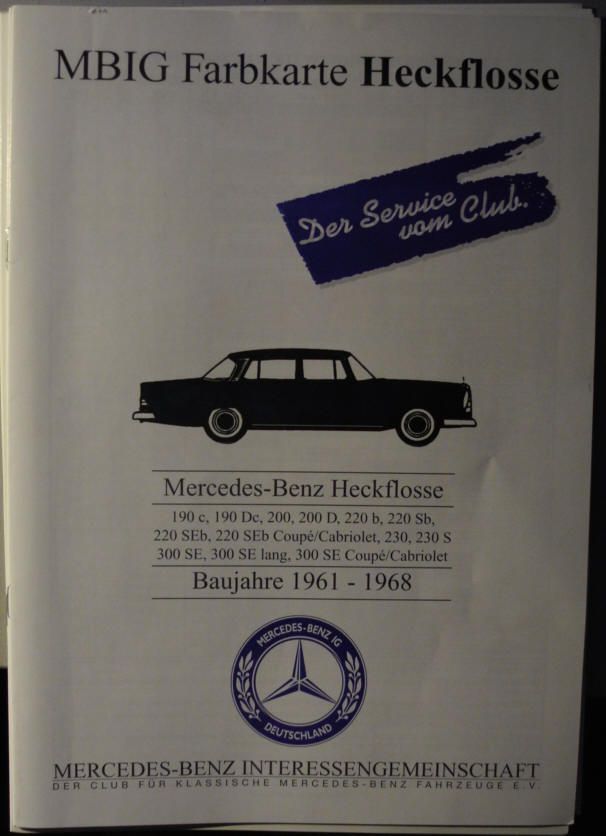 MBIG Farbkarte Heckflosse
Der Service
vom Club.
Mercedes-Benz Heckflosse
190 c, 190 Dc, 200, 200 D, 220 b, 220 Sb,
220 SEb, 220 SEb Coupé/Cabriolet, 230, 230 S
300 SE, 300 SE lang, 300 SE Coupé/Cabriolet
Baujahre 1961 - 1968
MERCEDES-BENZ IG
DEUTSCHLAND
MERCEDES-BENZ INTERESSENGEMEINSCHAFT
DER CLUB FÜR KLASSISCHE MERCEDES-BENZ FAHRZEUGE E.V.